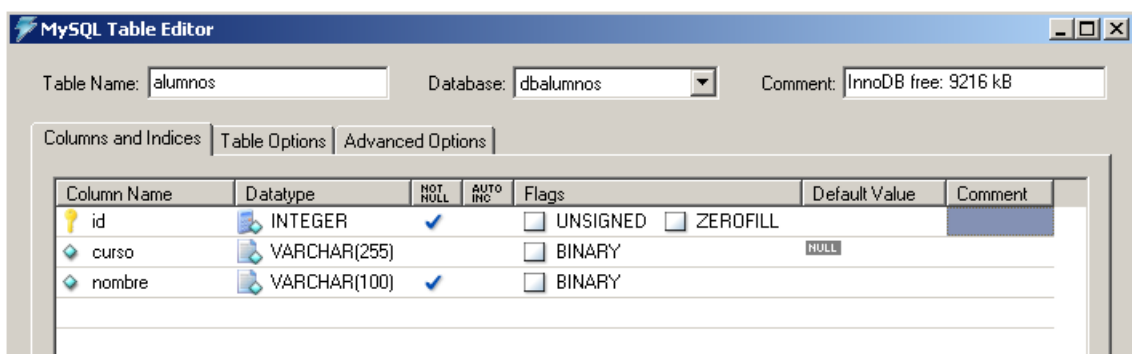 MySQL Table Editor
Table Name: alumnos Database: dbalumnos Comment: InnoDB free: 9216 kB
Columns and Indices Table Options Advanced Options
Column Name Datatype NOT NULL AUTO INC Flags Default Value Comment
id INTEGER UNSIGNED ZEROFILL
curso VARCHAR(255) BINARY NULL
nombre VARCHAR(100) BINARY